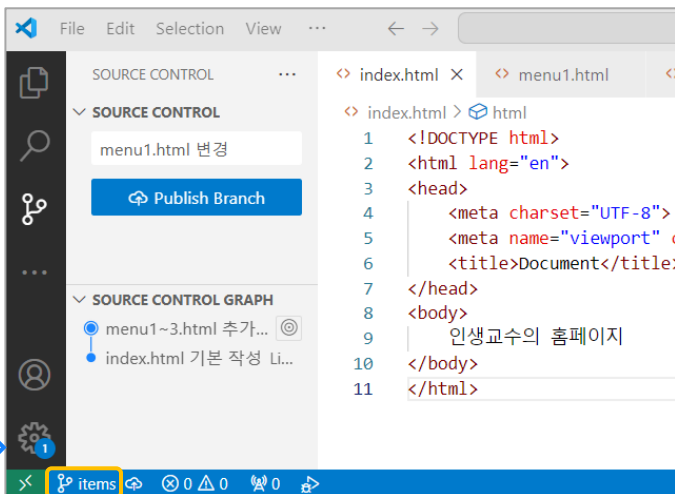 File Edit Selection View ...
SOURCE CONTROL ...
SOURCE CONTROL
menu1.html 변경
Publish Branch
SOURCE CONTROL GRAPH
menu1~3.html 추가...
index.html 기본 작성 Li...
1
items 0 0 0
index.html menu1.html
index.html > html
1 <!DOCTYPE html>
2 <html lang="en">
3 <head>
4 <meta charset="UTF-8">
5 <meta name="viewport"
6 <title>Document</title>
7 </head>
8 <body>
9 인생교수의 홈페이지
10 </body>
11 </html>